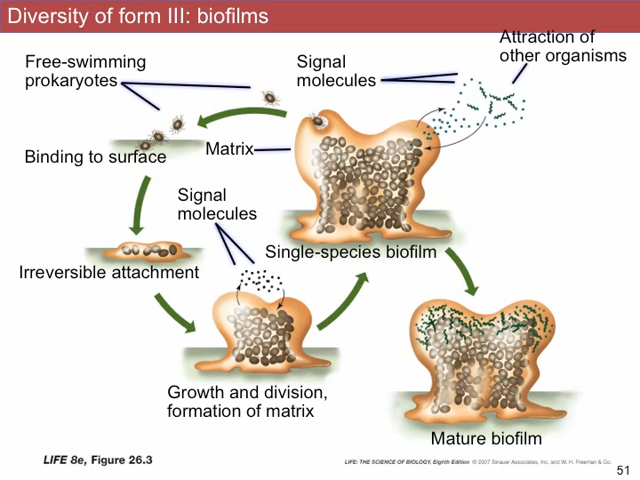 Diversity of form III: biofilms
Free-swimming
prokaryotes
Signal
molecules
Attraction of
other organisms
Binding to surface
Matrix
Signal
molecules
Single-species biofilm
Irreversible attachment
Growth and division,
formation of matrix
Mature biofilm
LIFE 8e, Figure 26.3
LIFE: THE SCIENCE OF BIOLOGY, Eighth Edition © 2007 Sinauer Associates, Inc. and W. H. Freeman & Co.
51